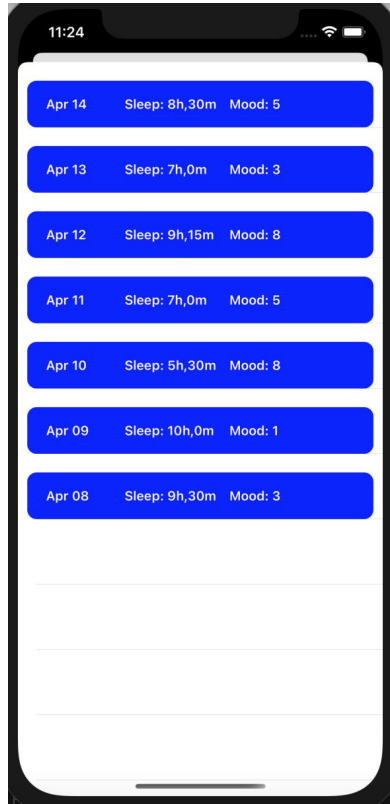 11:24
Apr 14 Sleep: 8h,30m Mood: 5
Apr 13 Sleep: 7h,0m Mood: 3
Apr 12 Sleep: 9h,15m Mood: 8
Apr 11 Sleep: 7h,0m Mood: 5
Apr 10 Sleep: 5h,30m Mood: 8
Apr 09 Sleep: 10h,0m Mood: 1
Apr 08 Sleep: 9h,30m Mood: 3